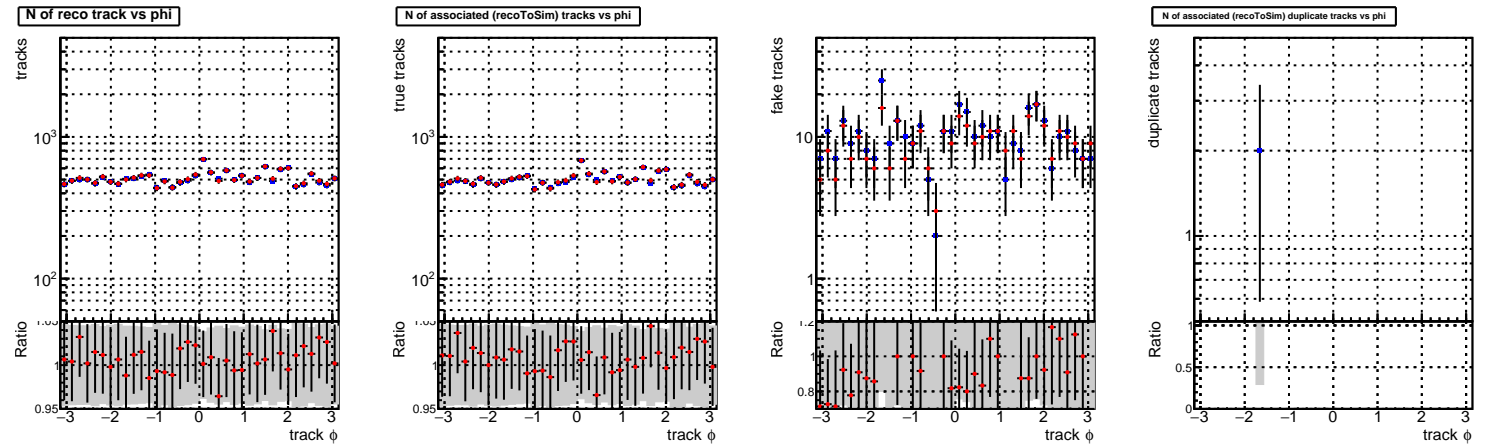 N of reco track vs phi
tracks
10³
10²
Ratio
1.05
1
0.95
−3 −2 −1 0 1 2 3
track ϕ
N of associated (recoToSim) tracks vs phi
true tracks
10³
10²
Ratio
1.05
1
0.95
−3 −2 −1 0 1 2 3
track ϕ
fake tracks
10
1
Ratio
1.2
1
0.8
−3 −2 −1 0 1 2 3
track ϕ
N of associated (recoToSim) duplicate tracks vs phi
duplicate tracks
1
Ratio
1
0.5
0
−3 −2 −1 0 1 2 3
track ϕ